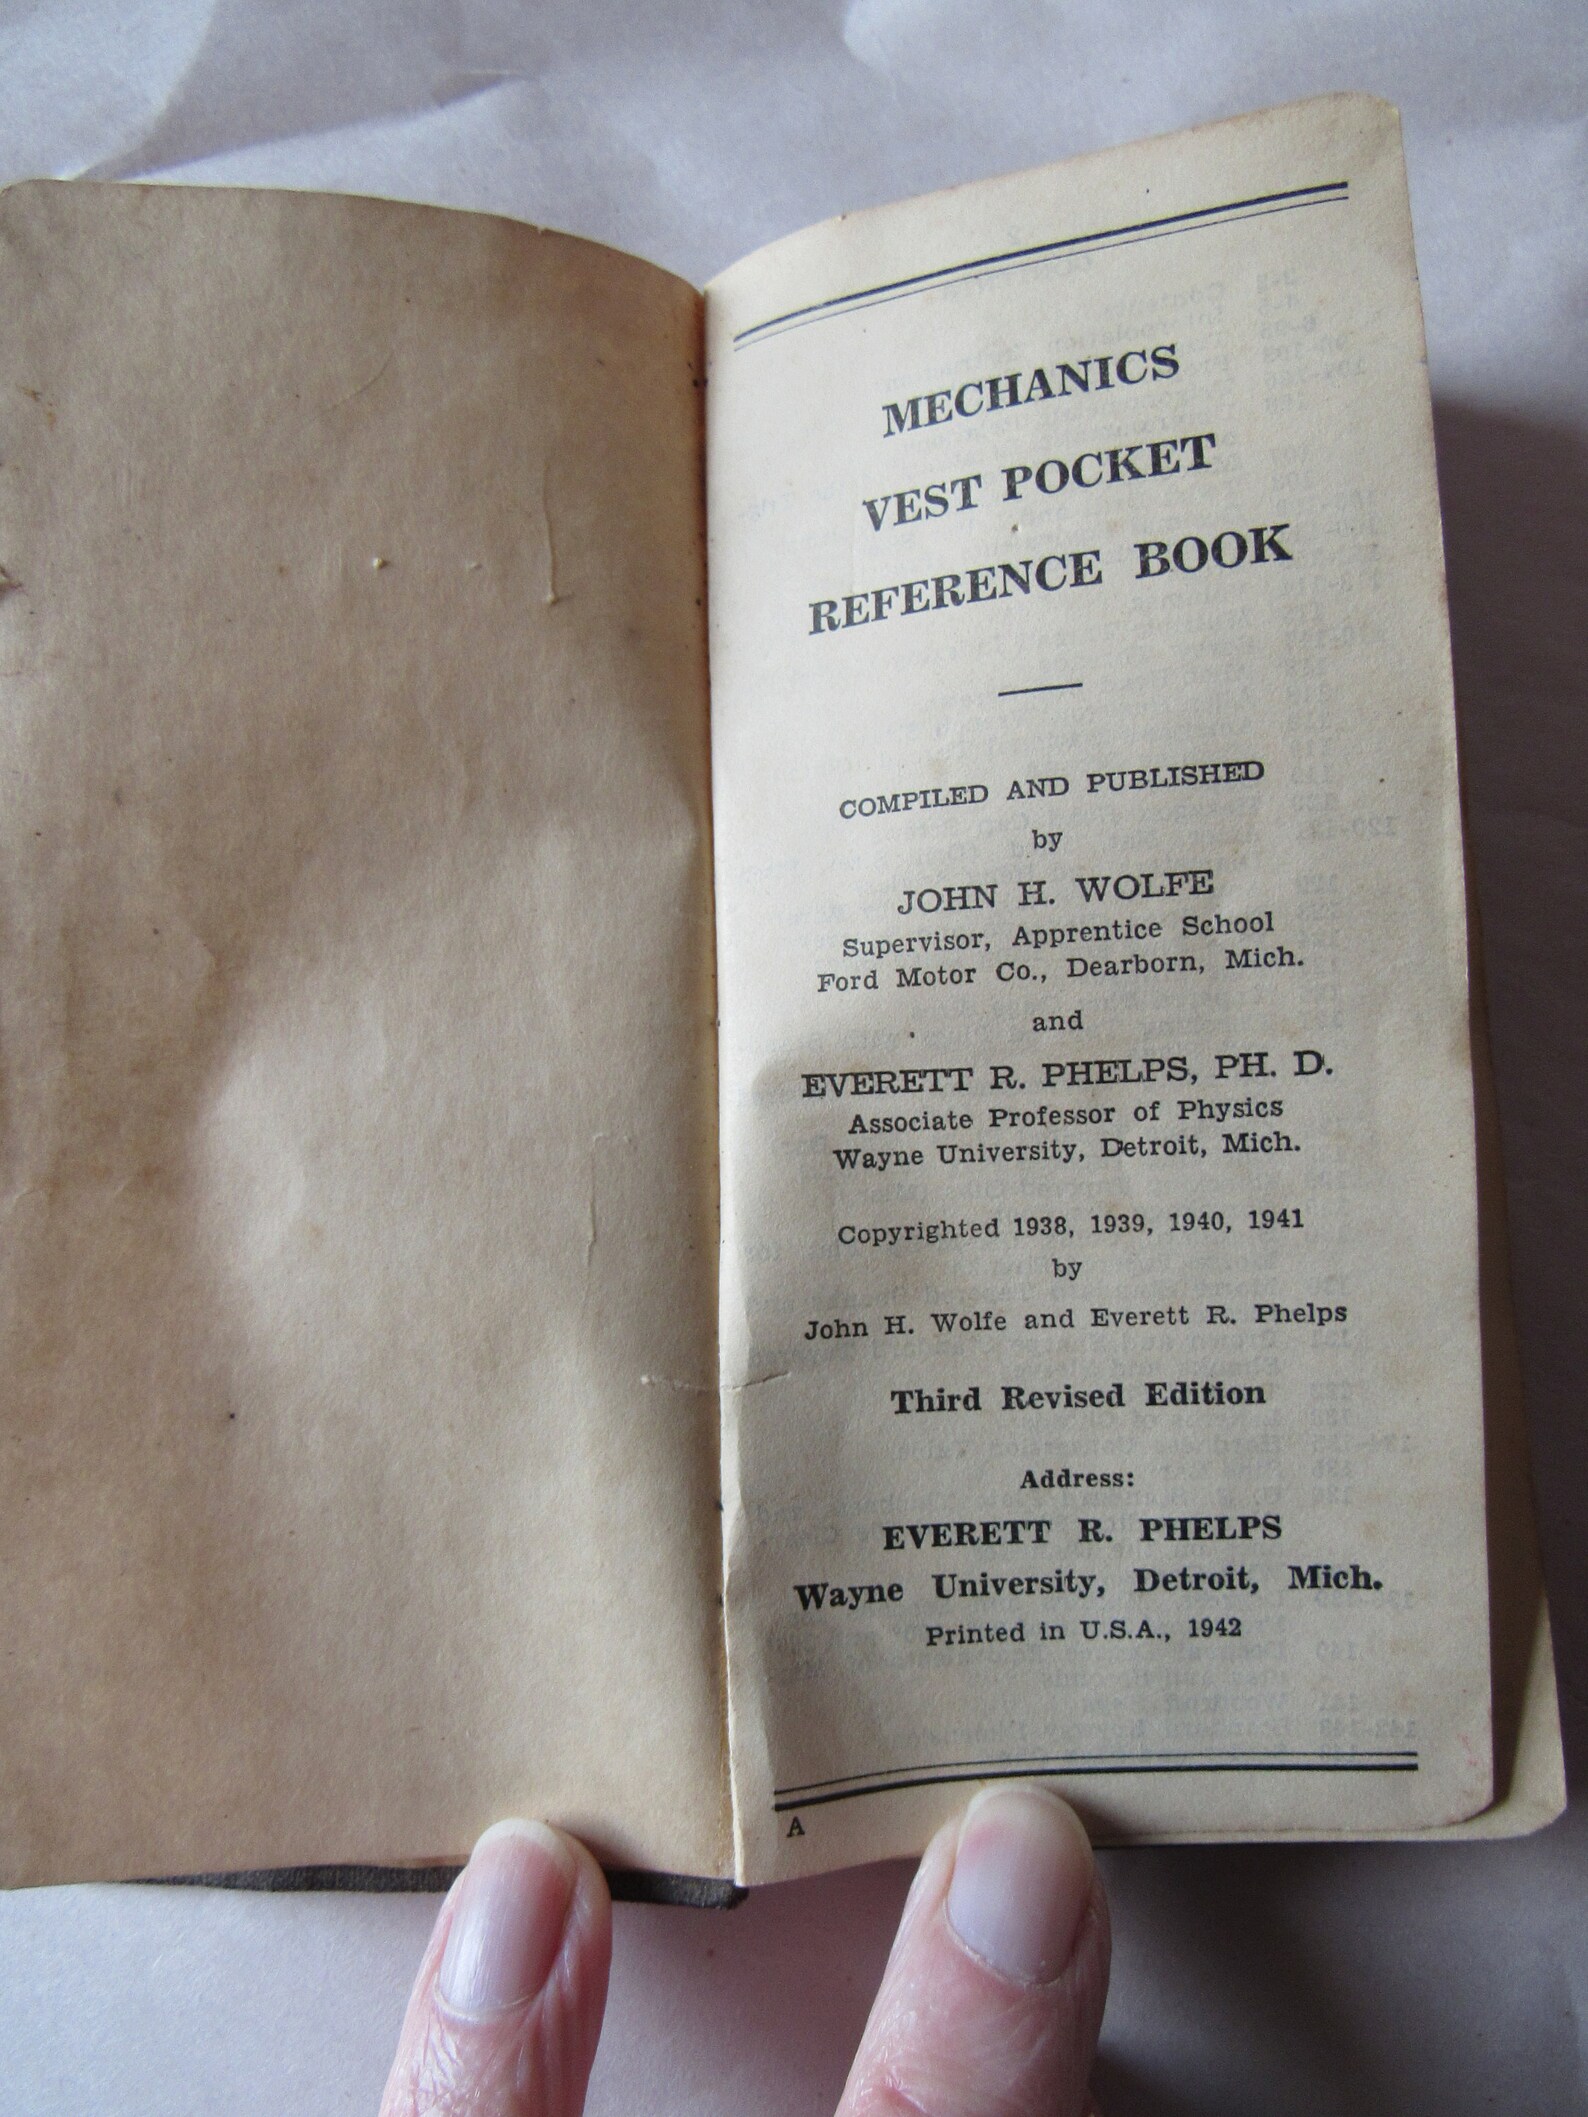 MECHANICS
VEST POCKET
REFERENCE BOOK
COMPILED AND PUBLISHED
by
JOHN H. WOLFE
Supervisor, Apprentice School
Ford Motor Co., Dearborn, Mich.
and
EVERETT R. PHELPS, PH. D.
Associate Professor of Physics
Wayne University, Detroit, Mich.
Copyrighted 1938, 1939, 1940, 1941
by
John H. Wolfe and Everett R. Phelps
Third Revised Edition
Address:
EVERETT R. PHELPS
Wayne University, Detroit, Mich.
Printed in U.S.A., 1942
A